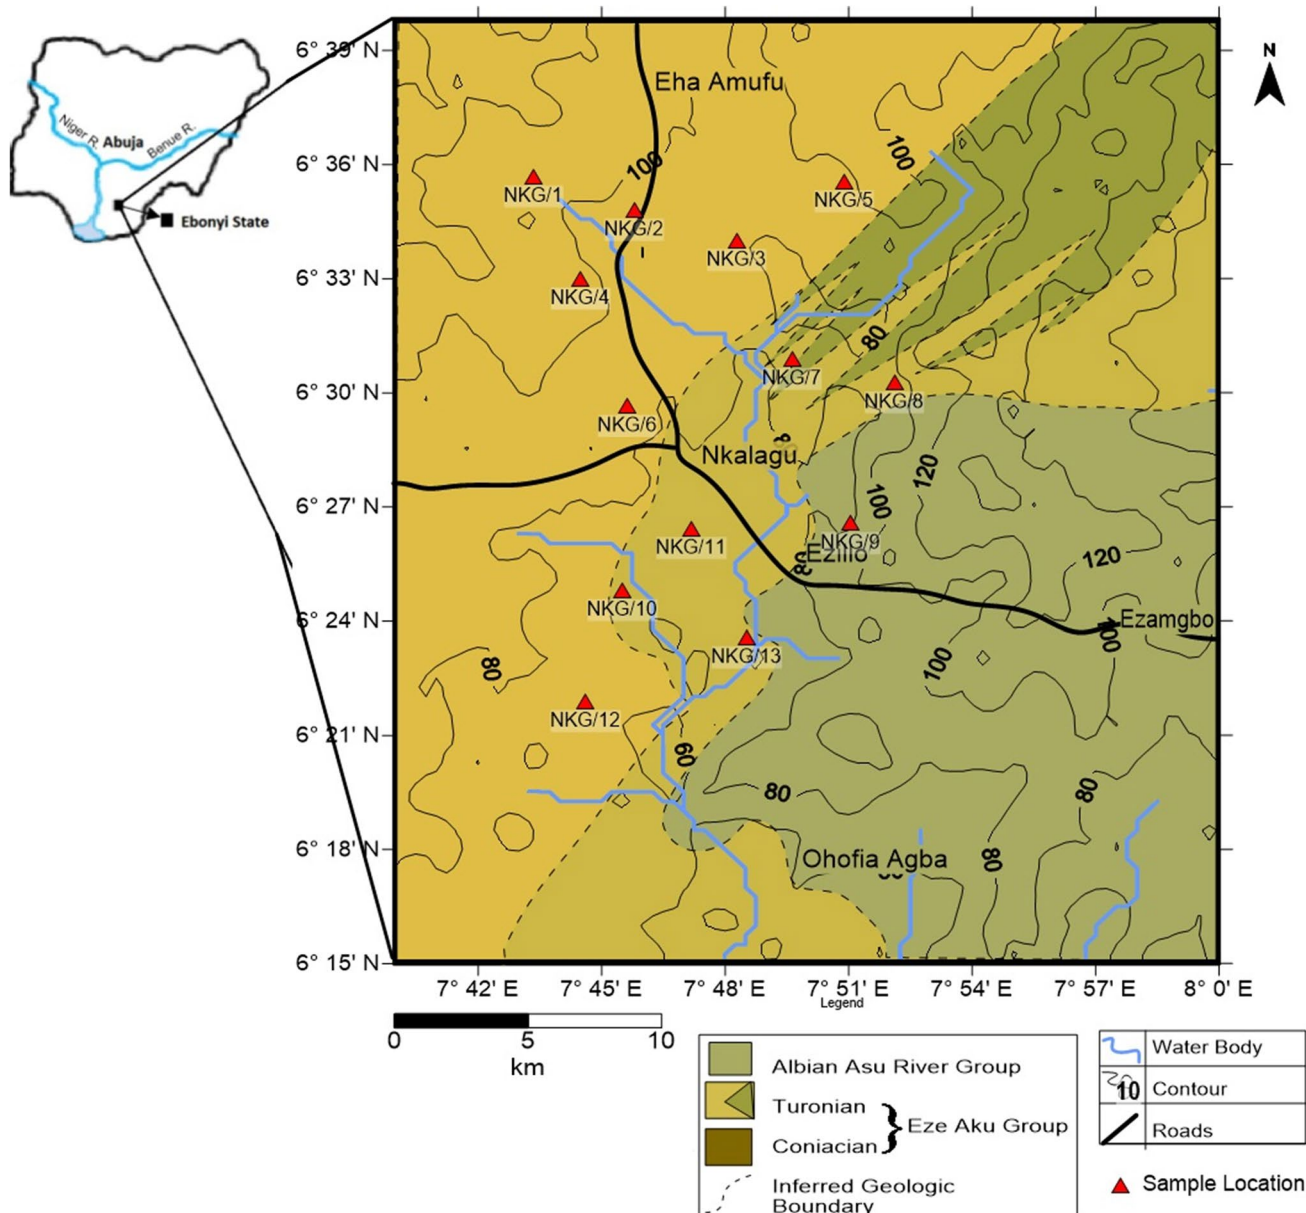 N
6° 39' N
Eha Amufu
Niger R.
Abuja
Benue R.
Ebonyi State
6° 36' N
100
100
NKG/1
NKG/5
NKG/2
NKG/3
6° 33' N
NKG/4
80
NKG/7
6° 30' N
NKG/8
NKG/6
Nkalagu
120
100
6° 27' N
NKG/11
NKG/9
Ezillo
120
80
NKG/10
6° 24' N
Ezamgbo
100
NKG/13
100
80
NKG/12
6° 21' N
60
80
80
6° 18' N
Ohofia Agba
80
6° 15' N
7° 42' E
7° 45' E
7° 48' E
7° 51' E
7° 54' E
7° 57' E
8° 0' E
Legend
0
5
10
km
Albian Asu River Group
Turonian
Coniacian
Eze Aku Group
Inferred Geologic
Boundary
Water Body
10
Contour
Roads
Sample Location